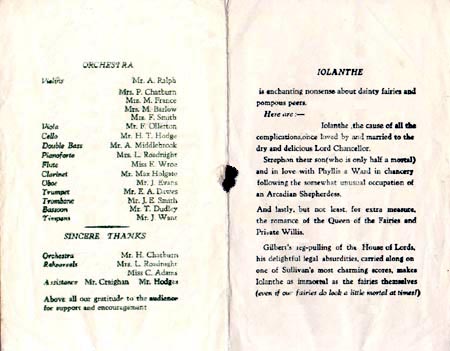 ORCHESTRA
Violins Mr. A. Ralph
Mrs. P. Chatburn
Mrs. M. France
Mrs. M. Barlow
Mrs. F. Smith
Viola Mr. F. Ollerton
Cello Mr. H. T. Hodge
Double Bass Mr. A. Middlebrook
Pianoforte Mrs. L. Roadnight
Flute Miss R. Wroe
Clarinet Mr. Max Holgate
Oboe Mr. J. Evans
Trumpet Mr. E. A. Dewes
Trombone Mr. J. E. Smith
Bassoon Mr. T. Dudley
Timpani Mr. J. Want
SINCERE THANKS
Orchestra Mr. H. Chatburn
Rehearsals Mrs. L. Roadnight
Miss C. Adams
Assistance Mr. Craighan Mr. Hodges
Above all our gratitude to the audience
for support and encouragement
IOLANTHE
is enchanting nonsense about dainty fairies and
pompous peers.
Here are :—
Iolanthe ,the cause of all the
complications,once loved by and married to the
dry and delicious Lord Chancellor.
Strephon their son(who is only half a mortal)
and in love with Phyllis a Ward in chancery
following the somewhat unusual occupation of
an Arcadian Shepherdess.
And lastly, but not least, for extra measure,
the romance of the Queen of the Fairies and
Private Willis.
Gilbert's leg-pulling of the House of Lords,
his delightful legal absurdities, carried along on
one of Sullivan's most charming scores, makes
Iolanthe as immortal as the fairies themselves
(even if our fairies do look a little mortal at times!)